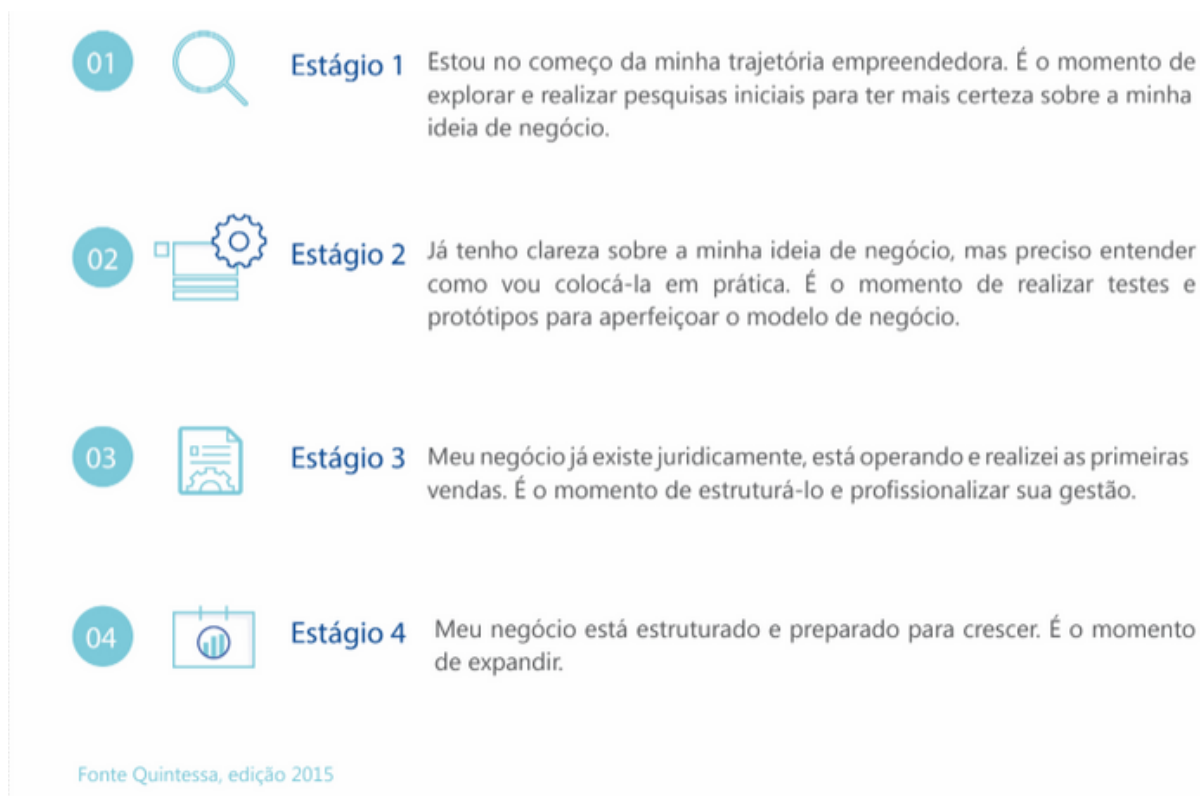 01
Estágio 1
Estou no começo da minha trajetória empreendedora. É o momento de
explorar e realizar pesquisas iniciais para ter mais certeza sobre a minha
ideia de negócio.
02
Estágio 2
Já tenho clareza sobre a minha ideia de negócio, mas preciso entender
como vou colocá-la em prática. É o momento de realizar testes e
protótipos para aperfeiçoar o modelo de negócio.
03
Estágio 3
Meu negócio já existe juridicamente, está operando e realizei as primeiras
vendas. É o momento de estruturá-lo e profissionalizar sua gestão.
04
Estágio 4
Meu negócio está estruturado e preparado para crescer. É o momento
de expandir.
Fonte Quintessa, edição 2015